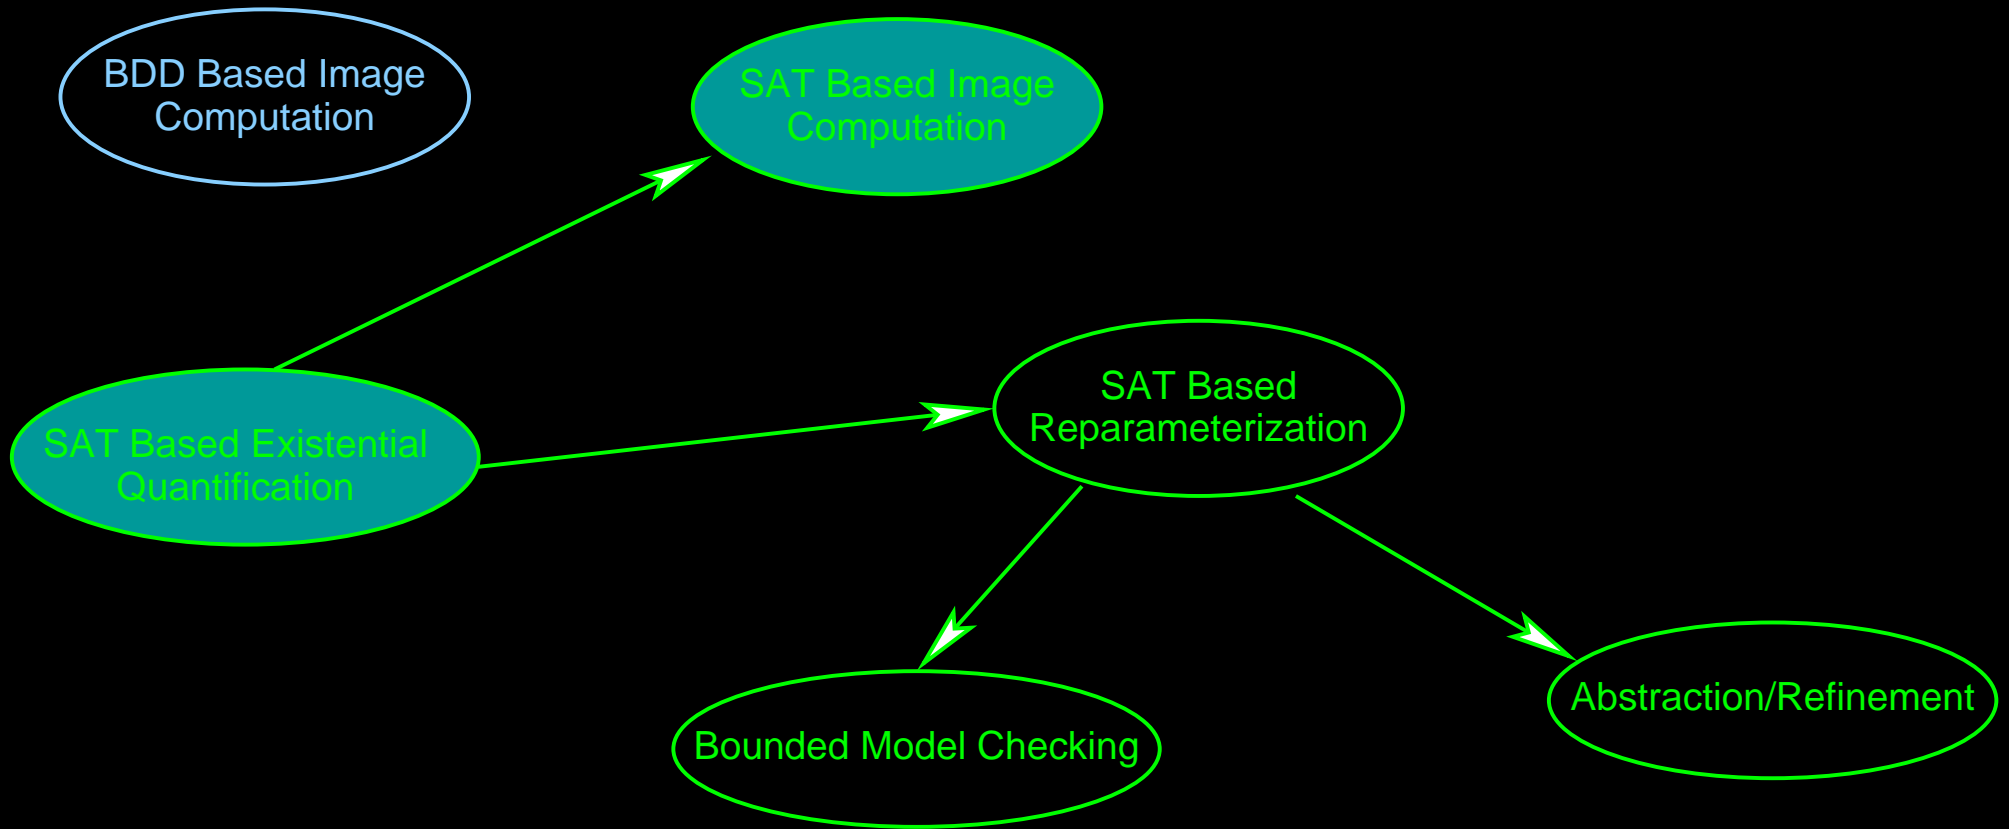 BDD Based Image
Computation
SAT Based Image
Computation
SAT Based Existential
Quantification
SAT Based
Reparameterization
Bounded Model Checking
Abstraction/Refinement